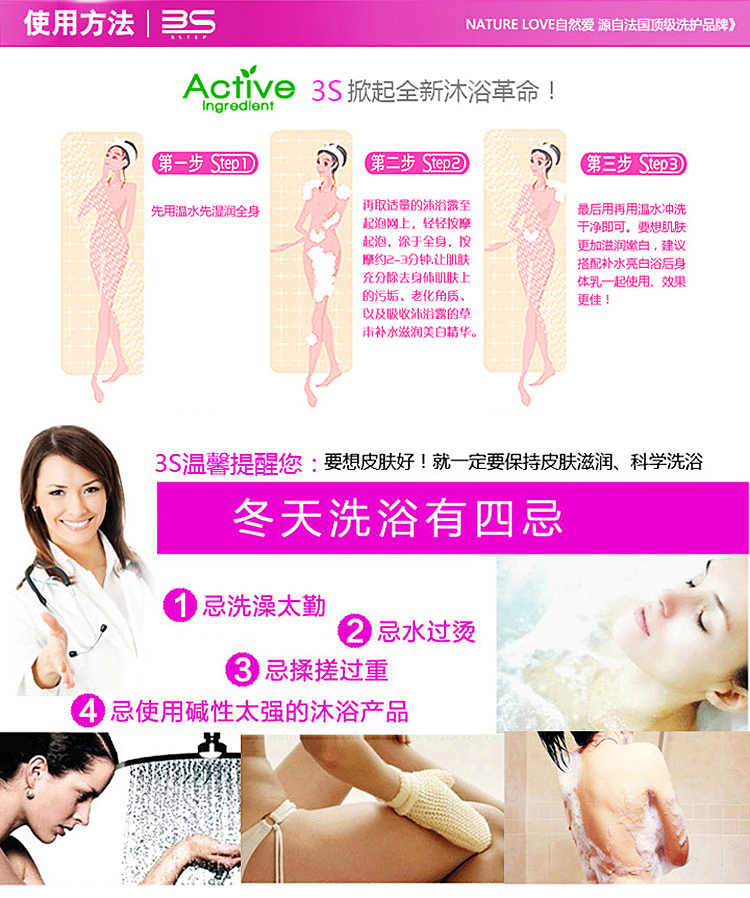 使用方法 3S
3STEP
NATURE LOVE自然爱 源自法国顶级洗护品牌》
Active
Ingredient
3S掀起全新沐浴革命！
第一步 Step1
先用温水先湿润全身
第二步 Step2
再取适量的沐浴露至
起泡网上，轻轻按摩
起泡，涂于全身，按
摩约2-3分钟.让肌肤
充分除去身体肌肤上
的污垢、老化角质、
以及吸收沐浴露的草
本补水滋润美白精华。
第三步 Step3
最后用再用温水冲洗
干净即可。要想肌肤
更加滋润嫩白，建议
搭配补水亮白浴后身
体乳一起使用、效果
更佳！
3S温馨提醒您：要想皮肤好！就一定要保持皮肤滋润、科学洗浴
冬天洗浴有四忌
1 忌洗澡太勤
2 忌水过烫
3 忌揉搓过重
4 忌使用碱性太强的沐浴产品